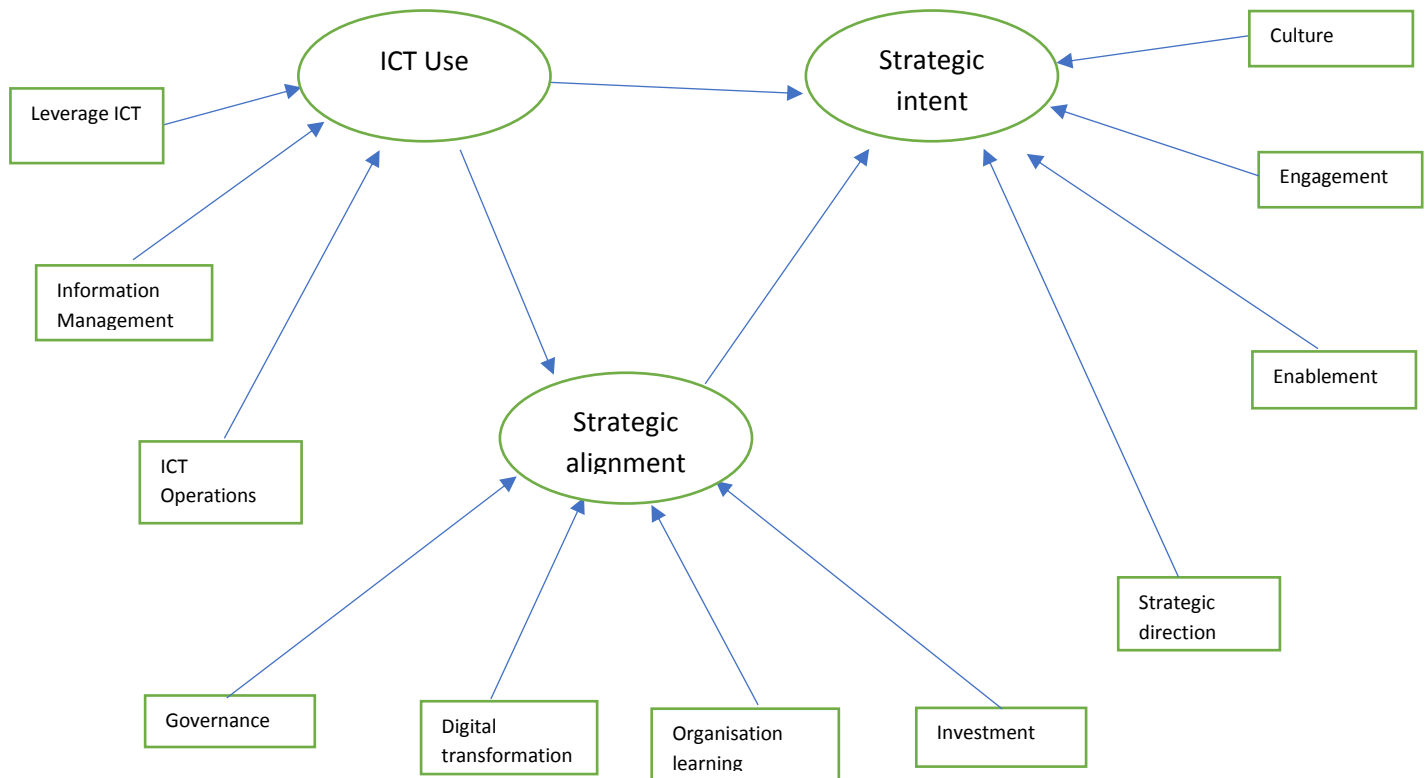 ICT Use
Strategic
intent
Culture
Leverage ICT
Engagement
Information
Management
Enablement
Strategic
alignment
ICT
Operations
Strategic
direction
Governance
Digital
transformation
Organisation
learning
Investment